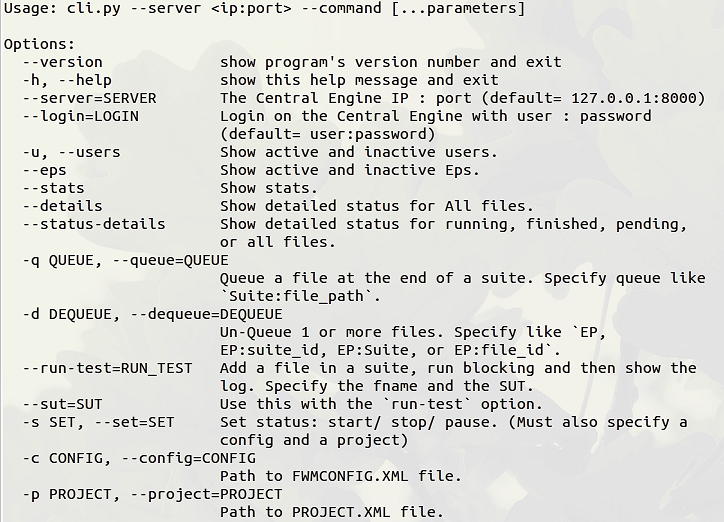 Usage: cli.py --server <ip:port> --command [...parameters]
Options:
--version show program's version number and exit
-h, --help show this help message and exit
--server=SERVER The Central Engine IP : port (default= 127.0.0.1:8000)
--login=LOGIN Login on the Central Engine with user : password
(default= user:password)
-u, --users Show active and inactive users.
--eps Show active and inactive Eps.
--stats Show stats.
--details Show detailed status for All files.
--status-details Show detailed status for running, finished, pending,
or all files.
-q QUEUE, --queue=QUEUE
Queue a file at the end of a suite. Specify queue like
`Suite:file_path`.
-d DEQUEUE, --dequeue=DEQUEUE
Un-Queue 1 or more files. Specify like `EP,
EP:suite_id, EP:Suite, or EP:file_id`.
--run-test=RUN_TEST Add a file in a suite, run blocking and then show the
log. Specify the fname and the SUT.
--sut=SUT Use this with the `run-test` option.
-s SET, --set=SET Set status: start/ stop/ pause. (Must also specify a
config and a project)
-c CONFIG, --config=CONFIG
Path to FWMCONFIG.XML file.
-p PROJECT, --project=PROJECT
Path to PROJECT.XML file.